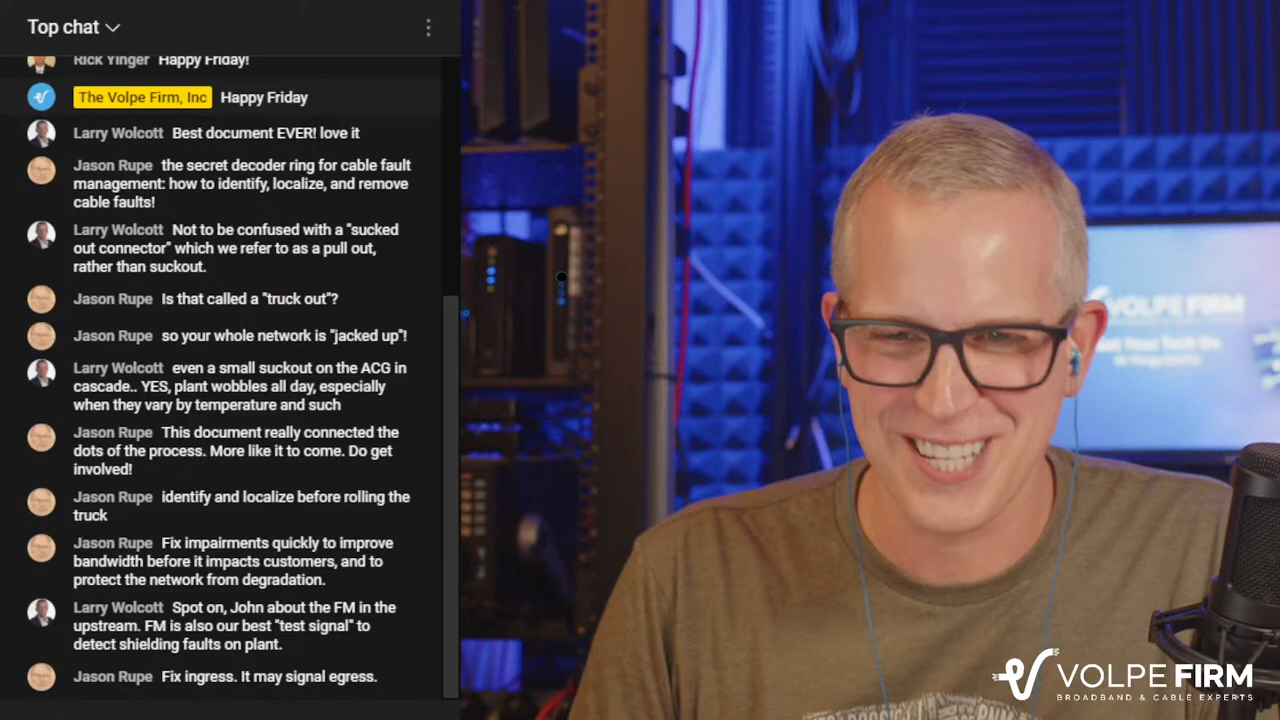 Top chat
Rick Yinger Happy Friday!
The Volpe Firm, Inc Happy Friday
Larry Wolcott Best document EVER! love it
Jason Rupe the secret decoder ring for cable fault
management: how to identify, localize, and remove
cable faults!
Larry Wolcott Not to be confused with a "sucked
out connector" which we refer to as a pull out,
rather than suckout.
Jason Rupe Is that called a "truck out"?
Jason Rupe so your whole network is "jacked up"!
Larry Wolcott even a small suckout on the ACG in
cascade.. YES, plant wobbles all day, especially
when they vary by temperature and such
Jason Rupe This document really connected the
dots of the process. More like it to come. Do get
involved!
Jason Rupe identify and localize before rolling the
truck
Jason Rupe Fix impairments quickly to improve
bandwidth before it impacts customers, and to
protect the network from degradation.
Larry Wolcott Spot on, John about the FM in the
upstream. FM is also our best "test signal" to
detect shielding faults on plant.
Jason Rupe Fix ingress. It may signal egress.
VOLPE FIRM
VOLPE FIRM
BROADBAND & CABLE EXPERTS